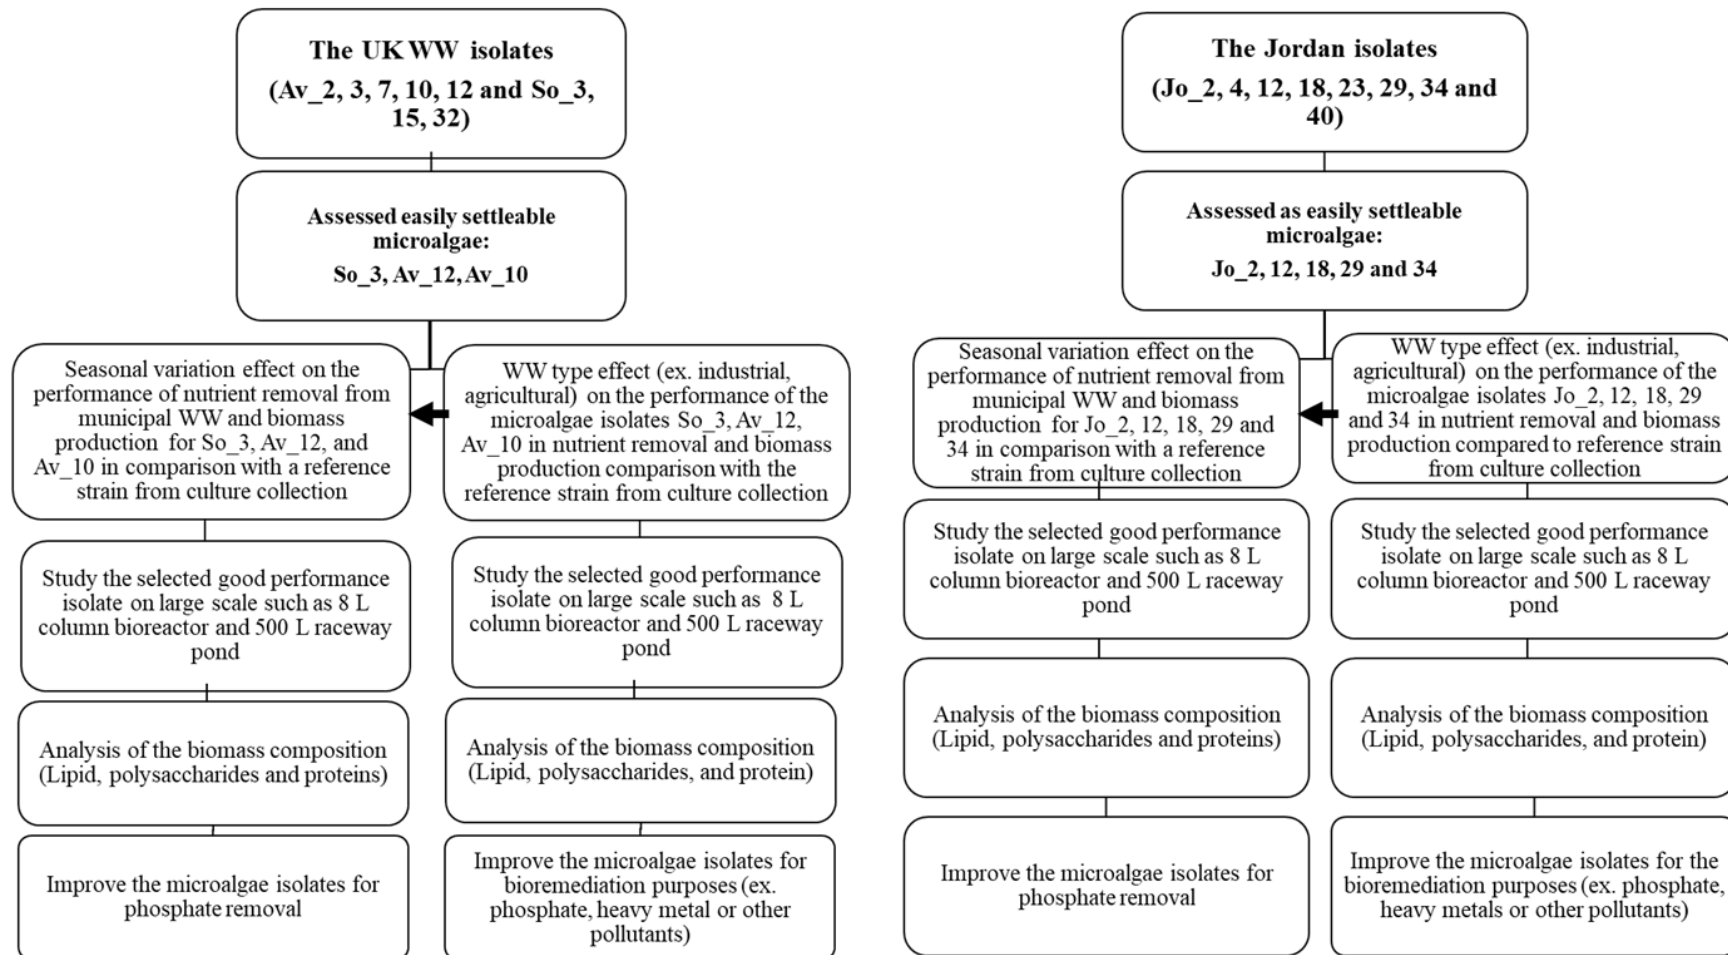 The UK WW isolates
(Av_2, 3, 7, 10, 12 and So_3,
15, 32)
Assessed easily settleable
microalgae:
So_3, Av_12, Av_10
Seasonal variation effect on the
performance of nutrient removal from
municipal WW and biomass
production for So_3, Av_12, and
Av_10 in comparison with a reference
strain from culture collection
WW type effect (ex. industrial,
agricultural) on the performance of the
microalgae isolates So_3, Av_12,
Av_10 in nutrient removal and biomass
production comparison with the
reference strain from culture collection
Study the selected good performance
isolate on large scale such as 8 L
column bioreactor and 500 L raceway
pond
Study the selected good performance
isolate on large scale such as 8 L
column bioreactor and 500 L raceway
pond
Analysis of the biomass composition
(Lipid, polysaccharides and proteins)
Analysis of the biomass composition
(Lipid, polysaccharides, and protein)
Improve the microalgae isolates for
phosphate removal
Improve the microalgae isolates for
bioremediation purposes (ex.
phosphate, heavy metal or other
pollutants)
The Jordan isolates
(Jo_2, 4, 12, 18, 23, 29, 34 and
40)
Assessed as easily settleable
microalgae:
Jo_2, 12, 18, 29 and 34
Seasonal variation effect on the
performance of nutrient removal from
municipal WW and biomass
production for Jo_2, 12, 18, 29 and
34 in comparison with a reference
strain from culture collection
WW type effect (ex. industrial,
agricultural) on the performance of the
microalgae isolates Jo_2, 12, 18, 29
and 34 in nutrient removal and biomass
production compared to reference strain
from culture collection
Study the selected good performance
isolate on large scale such as 8 L
column bioreactor and 500 L raceway
pond
Study the selected good performance
isolate on large scale such as 8 L
column bioreactor and 500 L raceway
pond
Analysis of the biomass composition
(Lipid, polysaccharides and proteins)
Analysis of the biomass composition
(Lipid, polysaccharides, and protein)
Improve the microalgae isolates for
phosphate removal
Improve the microalgae isolates for the
bioremediation purposes (ex. phosphate,
heavy metals or other pollutants)